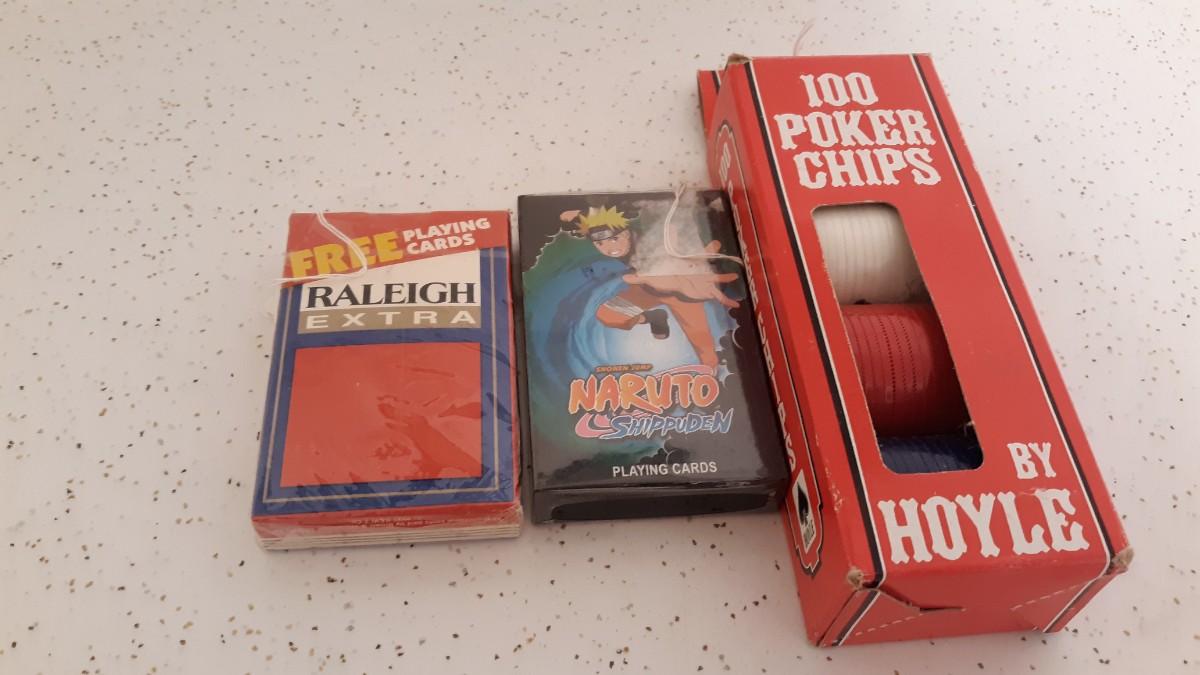 FREE PLAYING
CARDS
RALEIGH
EXTRA
SHONEN JUMP
NARUTO
SHIPPUDEN
PLAYING CARDS
100
POKER
CHIPS
BY
HOYLE